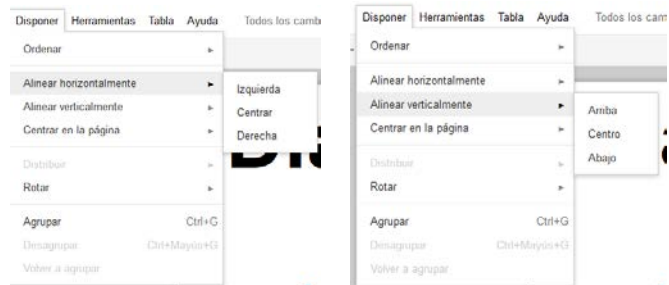 Disponer Herramientas Tabla Ayuda Todos los camb
Ordenar
Alinear horizontalmente
Alinear verticalmente
Centrar en la página
Distribuir
Rotar
Agrupar Ctrl+G
Desagrupar Ctrl+Mayús+G
Volver a agrupar
Izquierda
Centrar
Derecha
Disponer Herramientas Tabla Ayuda Todos los cam
Ordenar
Alinear horizontalmente
Alinear verticalmente
Centrar en la página
Distribuir
Rotar
Agrupar Ctrl+G
Desagrupar Ctrl+Mayús+G
Volver a agrupar
Arriba
Centro
Abajo